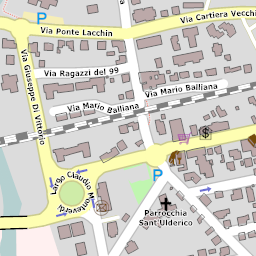 P
Via Cartiera Vecchi
Via Ponte Lacchin
Via Ragazzi del 99
Via Giuseppe Di Vittorio
Via Mario Balliana
Via Mario Balliana
$
Largo Claudio Monteverdi
P
Parrocchia
Sant'Ulderico